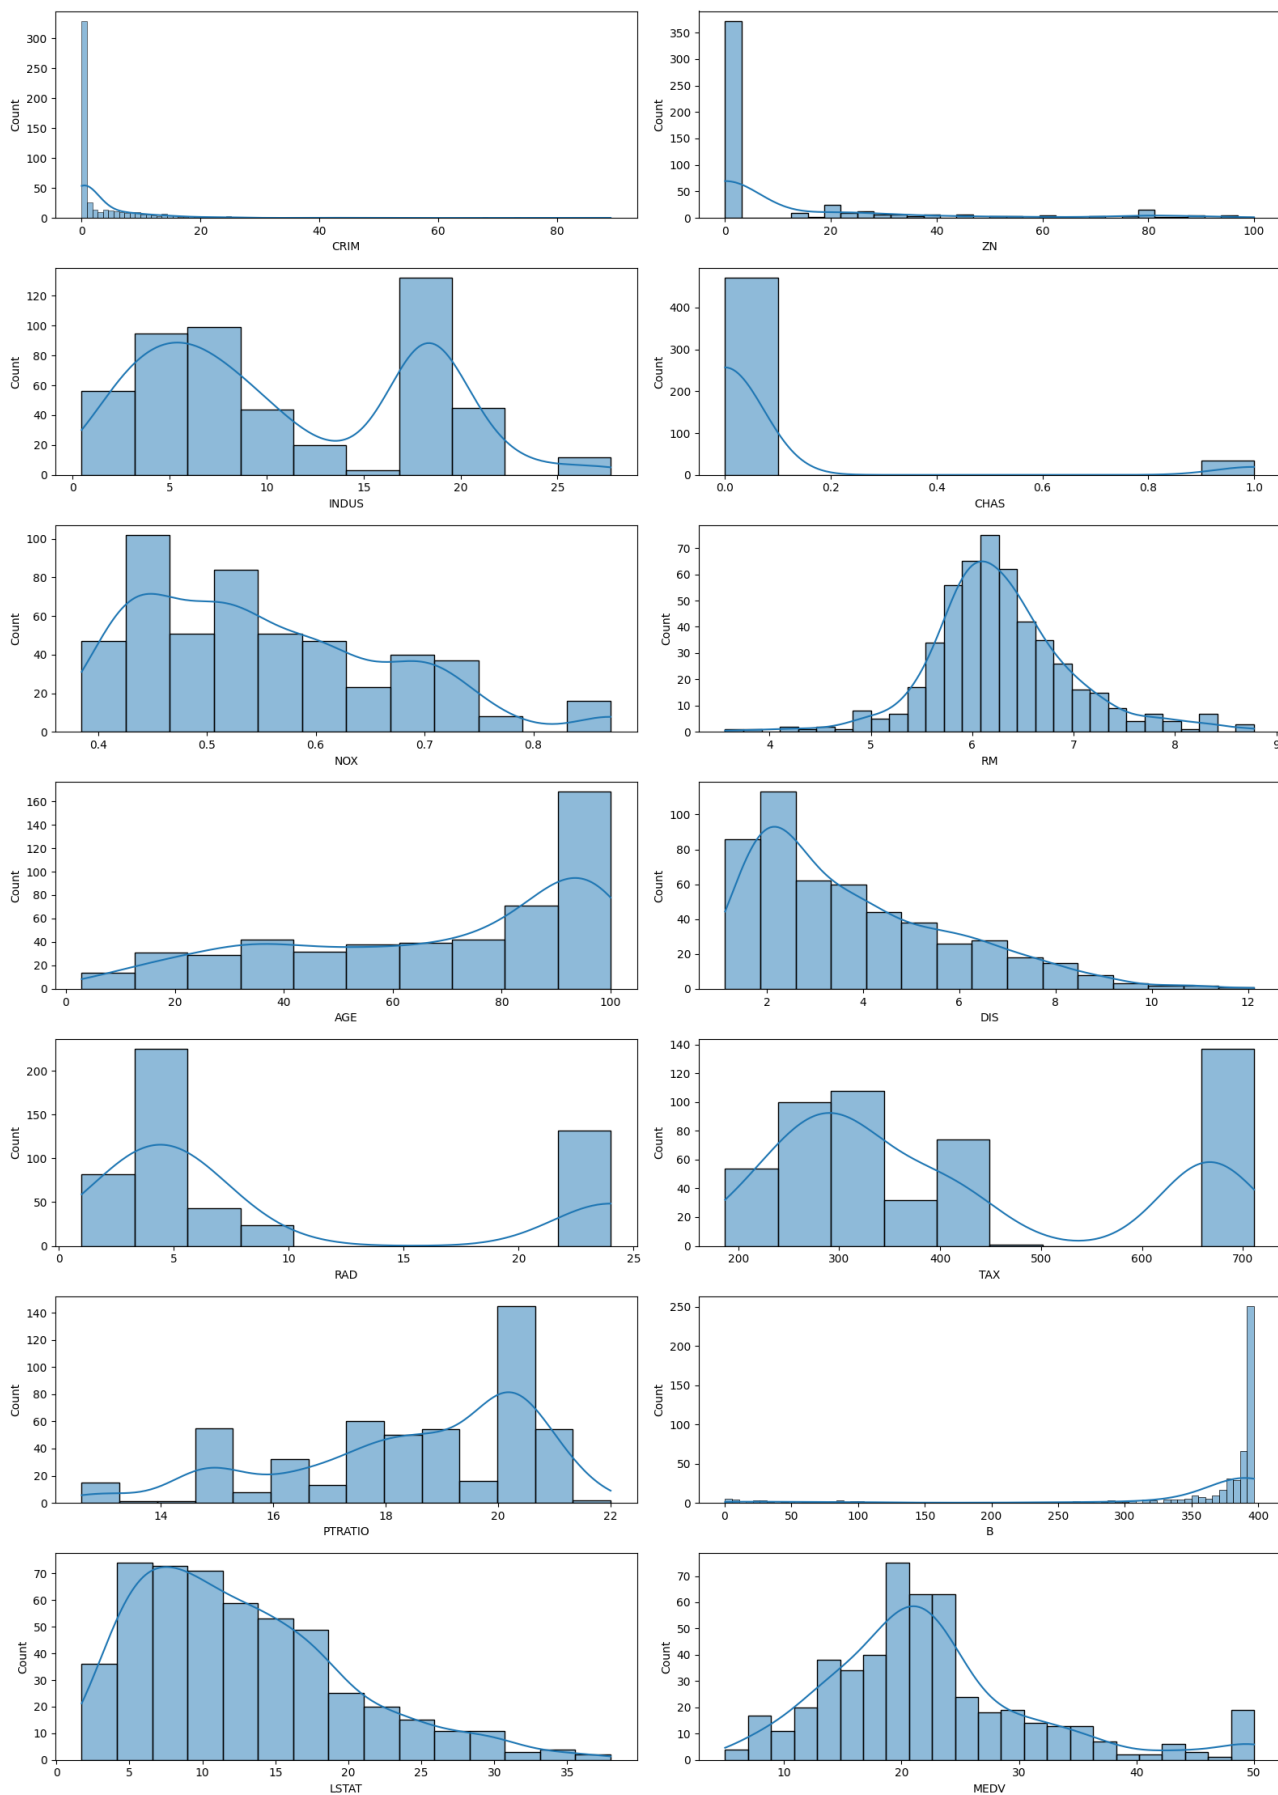 300
250
200
150
100
50
0
Count
0 20 40 60 80
CRIM
350
300
250
200
150
100
50
0
Count
0 20 40 60 80 100
ZN
120
100
80
60
40
20
0
Count
0 5 10 15 20 25
INDUS
400
300
200
100
0
Count
0.0 0.2 0.4 0.6 0.8 1.0
CHAS
100
80
60
40
20
0
Count
0.4 0.5 0.6 0.7 0.8
NOX
70
60
50
40
30
20
10
0
Count
4 5 6 7 8 9
RM
160
140
120
100
80
60
40
20
0
Count
0 20 40 60 80 100
AGE
100
80
60
40
20
0
Count
2 4 6 8 10 12
DIS
200
150
100
50
0
Count
0 5 10 15 20 25
RAD
140
120
100
80
60
40
20
0
Count
200 300 400 500 600 700
TAX
140
120
100
80
60
40
20
0
Count
14 16 18 20 22
PTRATIO
250
200
150
100
50
0
Count
0 50 100 150 200 250 300 350 400
B
70
60
50
40
30
20
10
0
Count
0 5 10 15 20 25 30 35
LSTAT
70
60
50
40
30
20
10
0
Count
10 20 30 40 50
MEDV